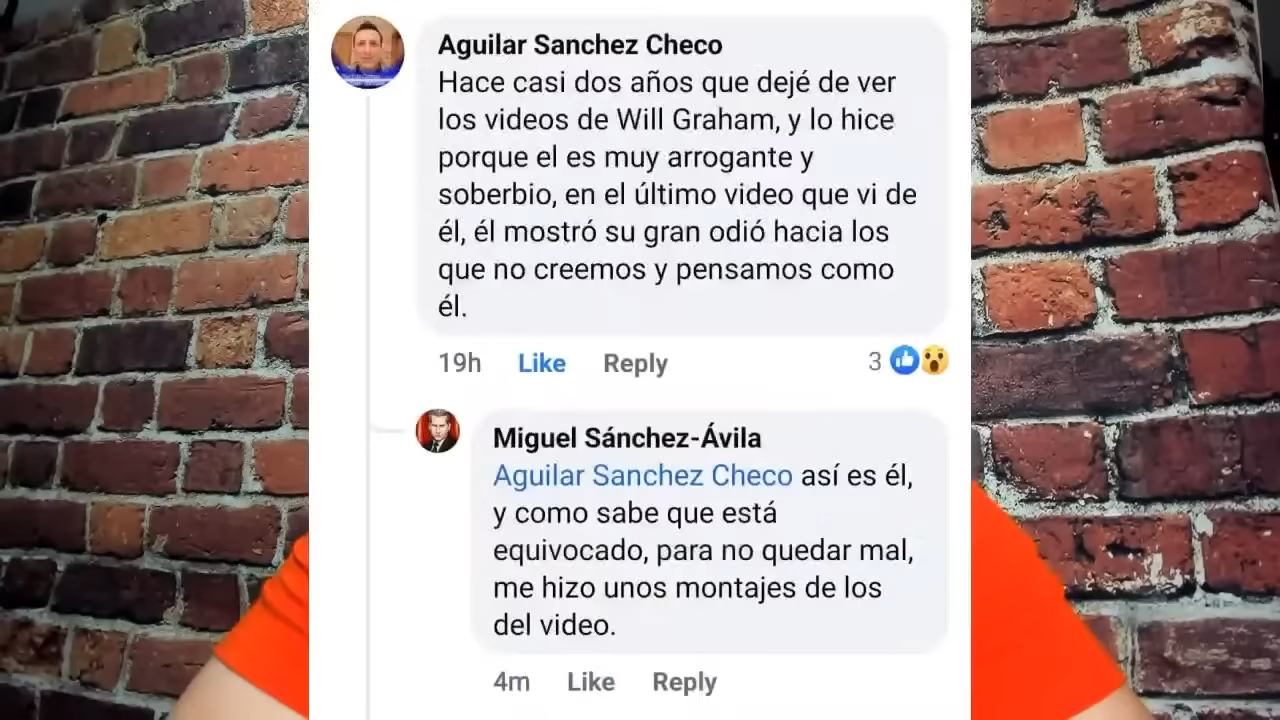 Aguilar Sanchez Checo
Hace casi dos años que dejé de ver
los videos de Will Graham, y lo hice
porque el es muy arrogante y
soberbio, en el último video que vi de
él, él mostró su gran odió hacia los
que no creemos y pensamos como
él.
19h Like Reply 3
Miguel Sánchez-Ávila
Aguilar Sanchez Checo así es él,
y como sabe que está
equivocado, para no quedar mal,
me hizo unos montajes de los
del video.
4m Like Reply